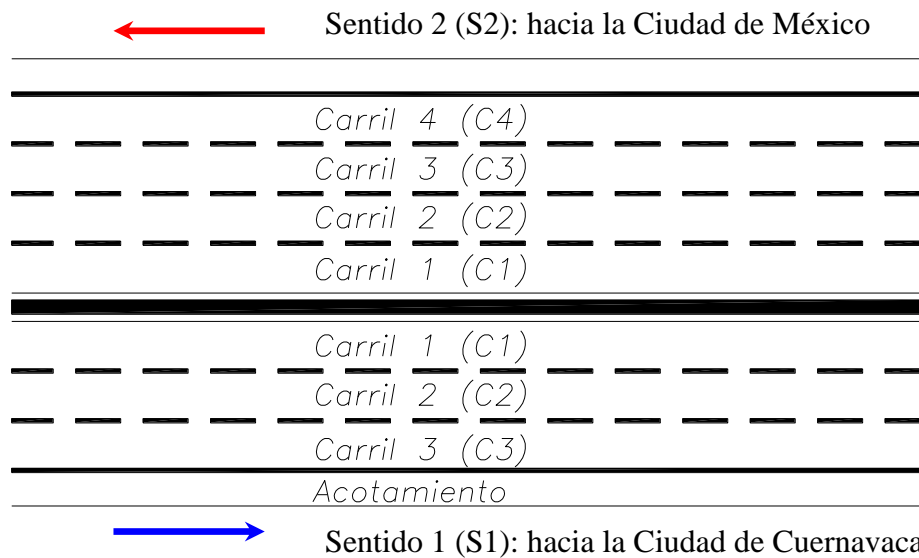 Sentido 2 (S2): hacia la Ciudad de México
Carril 4 (C4)
Carril 3 (C3)
Carril 2 (C2)
Carril 1 (C1)
Carril 1 (C1)
Carril 2 (C2)
Carril 3 (C3)
Acotamiento
Sentido 1 (S1): hacia la Ciudad de Cuernavaca